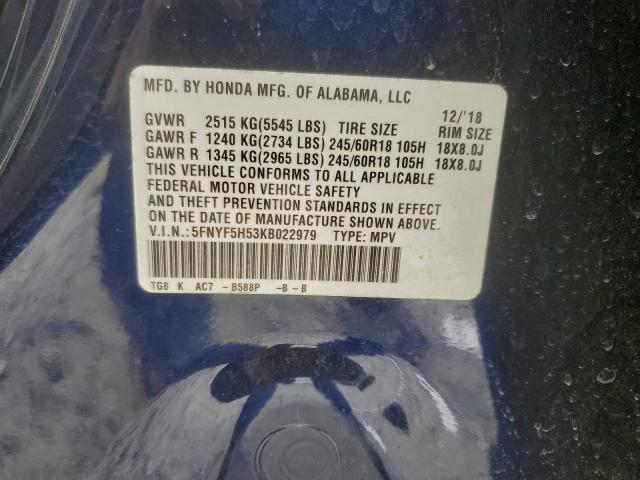 MFD. BY HONDA MFG. OF ALABAMA, LLC
12/'18
GVWR 2515 KG(5545 LBS) TIRE SIZE RIM SIZE
GAWR F 1240 KG(2734 LBS) 245/60R18 105H 18X8.0J
GAWR R 1345 KG(2965 LBS) 245/60R18 105H 18X8.0J
THIS VEHICLE CONFORMS TO ALL APPLICABLE
FEDERAL MOTOR VEHICLE SAFETY
AND THEFT PREVENTION STANDARDS IN EFFECT
ON THE DATE OF MANUFACTURE SHOWN ABOVE.
V.I.N.:5FNYF5H53KB022979 TYPE: MPV
TG8 K AC7 -B588P -B-B